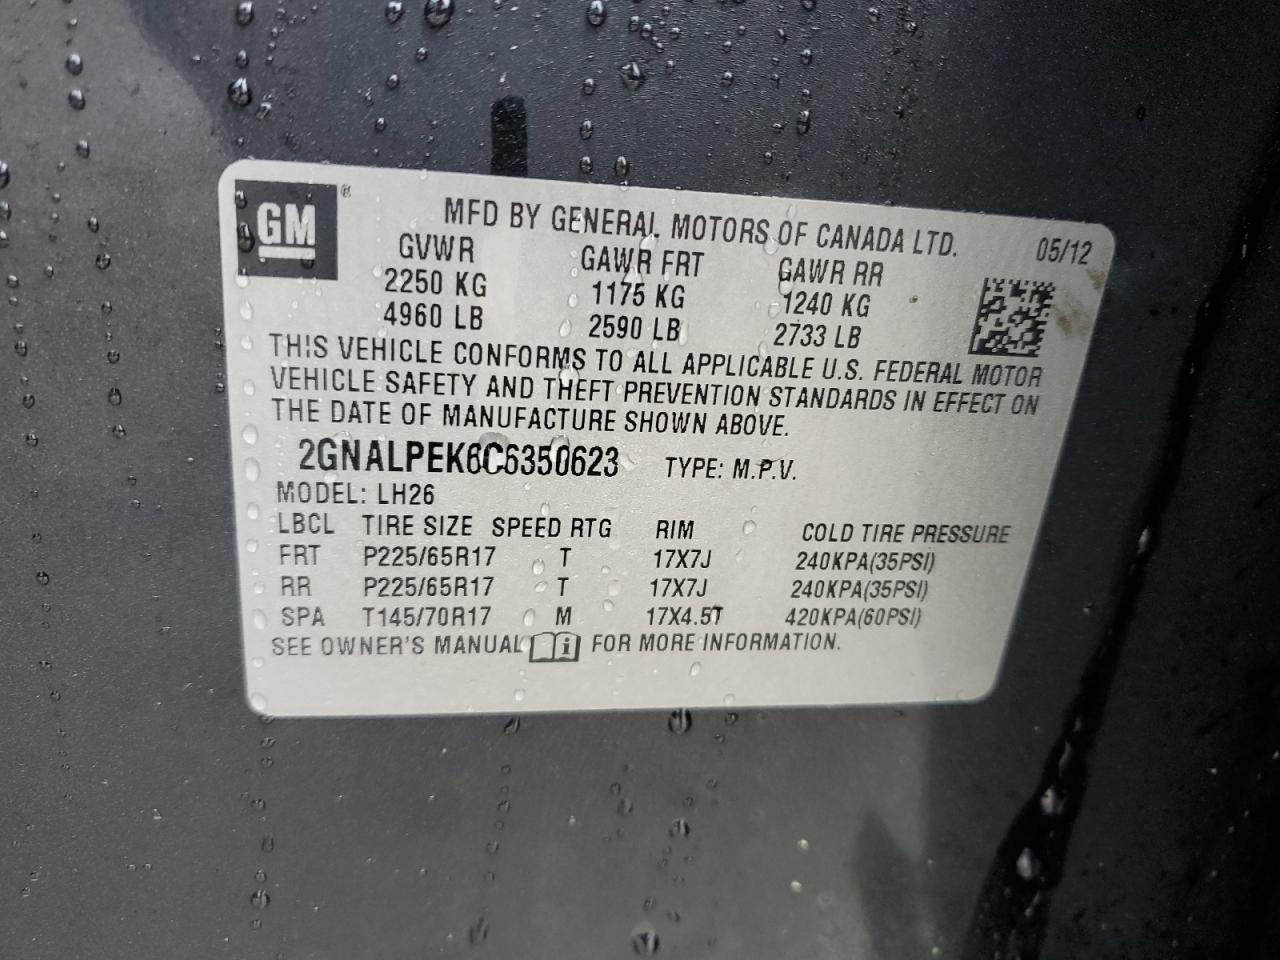 GM ®
MFD BY GENERAL MOTORS OF CANADA LTD. 05/12
GVWR GAWR FRT GAWR RR
2250 KG 1175 KG 1240 KG
4960 LB 2590 LB 2733 LB
THIS VEHICLE CONFORMS TO ALL APPLICABLE U.S. FEDERAL MOTOR
VEHICLE SAFETY AND THEFT PREVENTION STANDARDS IN EFFECT ON
THE DATE OF MANUFACTURE SHOWN ABOVE.
2GNALPEK6C6350623 TYPE: M.P.V.
MODEL: LH26
LBCL TIRE SIZE SPEED RTG RIM COLD TIRE PRESSURE
FRT P225/65R17 T 17X7J 240KPA(35PSI)
RR P225/65R17 T 17X7J 240KPA(35PSI)
SPA T145/70R17 M 17X4.5T 420KPA(60PSI)
SEE OWNER'S MANUAL i FOR MORE INFORMATION.